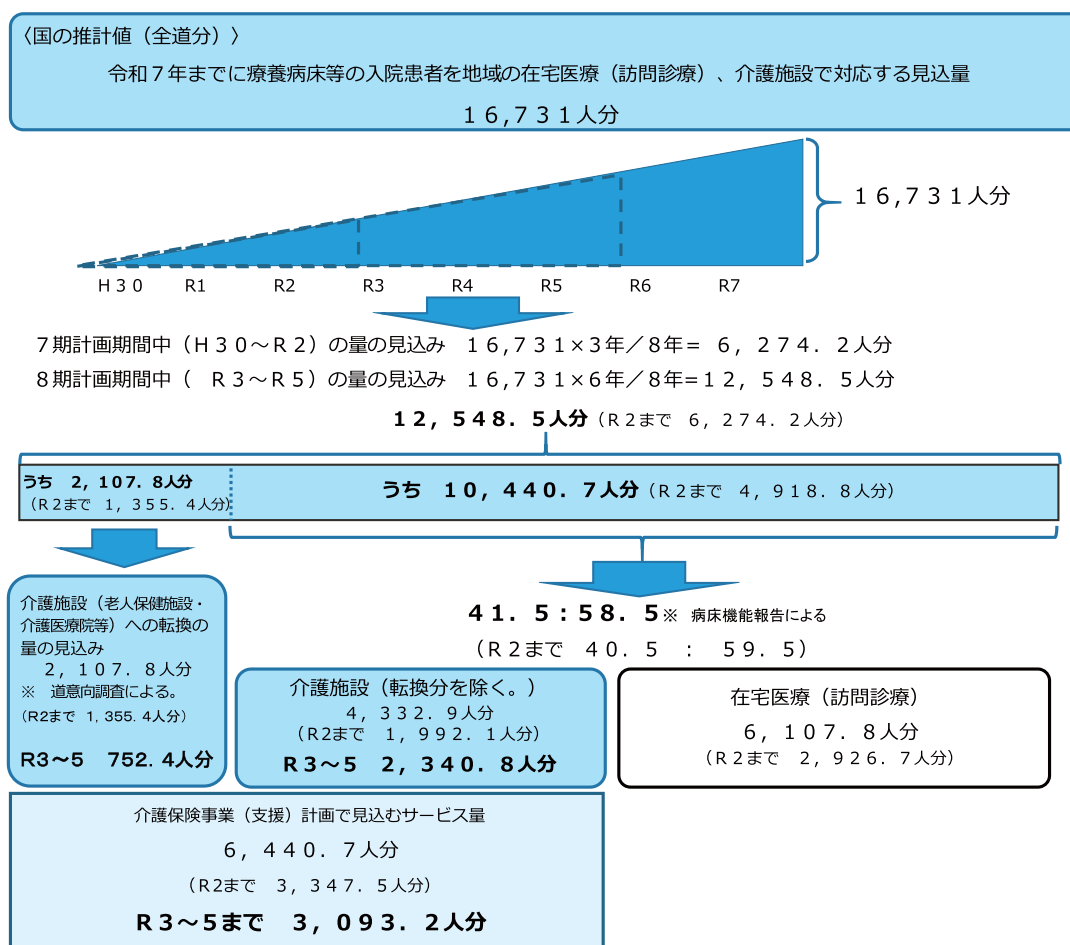 〈国の推計値（全道分）〉
令和７年までに療養病床等の入院患者を地域の在宅医療（訪問診療）、介護施設で対応する見込量
１６,７３１人分
１６,７３１人分
H３０ R1 R2 R3 R4 R5 R6 R7
７期計画期間中（Ｈ３０～Ｒ２）の量の見込み　１６,７３１×３年／８年＝ ６，２７４．２人分
８期計画期間中（　Ｒ３～Ｒ５）の量の見込み　１６,７３１×６年／８年=１２，５４８．５人分
１２，５４８．５人分（Ｒ２まで　６，２７４．２人分）
うち　２，１０７．８人分
（Ｒ２まで　１，３５５．４人分）
うち　１０，４４０．７人分（Ｒ２まで　４，９１８．８人分）
介護施設（老人保健施設・
介護医療院等）への転換の
量の見込み
２，１０７．８人分
※　道意向調査による。
（R2まで　1，355．4人分）
R3～5　752．4人分
４１．５：５８．５※　病床機能報告による
（Ｒ２まで　４０．５　：　５９．５）
介護施設（転換分を除く。）
４，３３２．９人分
（Ｒ2まで　１，９９２．１人分）
Ｒ３～５　２，３４０．８人分
在宅医療（訪問診療）
６，１０７．８人分
（Ｒ２まで　２，９２６．７人分）
介護保険事業（支援）計画で見込むサービス量
６，４４０．７人分
（Ｒ2まで　３，３４７．５人分）
Ｒ３～５まで　３，０９３．２人分